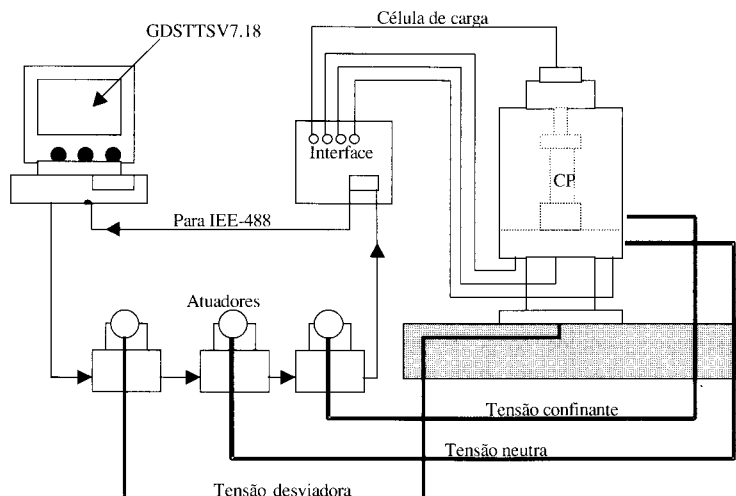 Célula de carga
GDSTTSV7.18
Interface
CP
Para IEE-488
Atuadores
Tensão confinante
Tensão neutra
Tensão desviadora